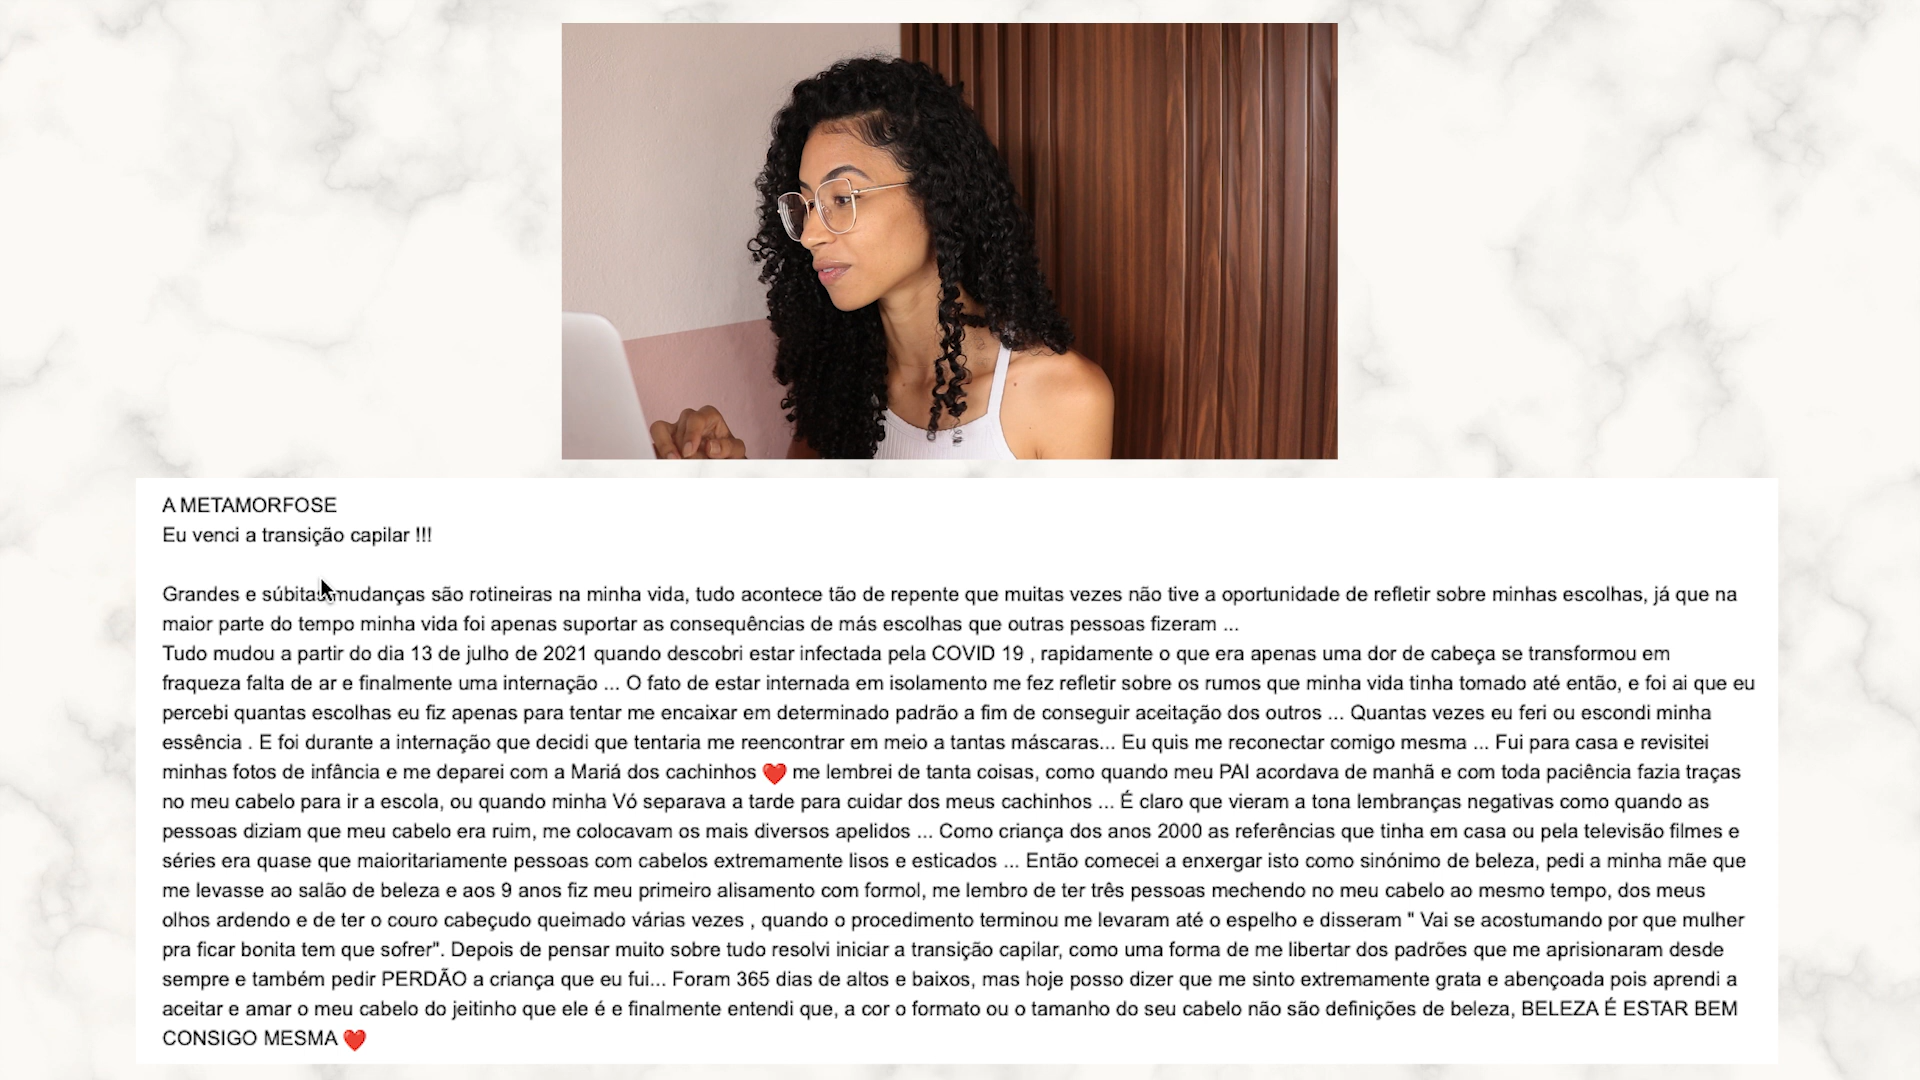 A METAMORFOSE
Eu venci a transição capilar !!!
Grandes e súbitas mudanças são rotineiras na minha vida, tudo acontece tão de repente que muitas vezes não tive a oportunidade de refletir sobre minhas escolhas, já que na
maior parte do tempo minha vida foi apenas suportar as consequências de más escolhas que outras pessoas fizeram ...
Tudo mudou a partir do dia 13 de julho de 2021 quando descobri estar infectada pela COVID 19 , rapidamente o que era apenas uma dor de cabeça se transformou em
fraqueza falta de ar e finalmente uma internação ... O fato de estar internada em isolamento me fez refletir sobre os rumos que minha vida tinha tomado até então, e foi ai que eu
percebi quantas escolhas eu fiz apenas para tentar me encaixar em determinado padrão a fim de conseguir aceitação dos outros ... Quantas vezes eu feri ou escondi minha
essência . E foi durante a internação que decidi que tentaria me reencontrar em meio a tantas máscaras... Eu quis me reconectar comigo mesma ... Fui para casa e revisitei
minhas fotos de infância e me deparei com a Mariá dos cachinhos ❤️ me lembrei de tanta coisas, como quando meu PAI acordava de manhã e com toda paciência fazia traças
no meu cabelo para ir a escola, ou quando minha Vó separava a tarde para cuidar dos meus cachinhos ... É claro que vieram a tona lembranças negativas como quando as
pessoas diziam que meu cabelo era ruim, me colocavam os mais diversos apelidos ... Como criança dos anos 2000 as referências que tinha em casa ou pela televisão filmes e
séries era quase que maioritariamente pessoas com cabelos extremamente lisos e esticados ... Então comecei a enxergar isto como sinónimo de beleza, pedi a minha mãe que
me levasse ao salão de beleza e aos 9 anos fiz meu primeiro alisamento com formol, me lembro de ter três pessoas mechendo no meu cabelo ao mesmo tempo, dos meus
olhos ardendo e de ter o couro cabeçudo queimado várias vezes , quando o procedimento terminou me levaram até o espelho e disseram " Vai se acostumando por que mulher
pra ficar bonita tem que sofrer". Depois de pensar muito sobre tudo resolvi iniciar a transição capilar, como uma forma de me libertar dos padrões que me aprisionaram desde
sempre e também pedir PERDÃO a criança que eu fui... Foram 365 dias de altos e baixos, mas hoje posso dizer que me sinto extremamente grata e abençoada pois aprendi a
aceitar e amar o meu cabelo do jeitinho que ele é e finalmente entendi que, a cor o formato ou o tamanho do seu cabelo não são definições de beleza, BELEZA É ESTAR BEM
CONSIGO MESMA ❤️